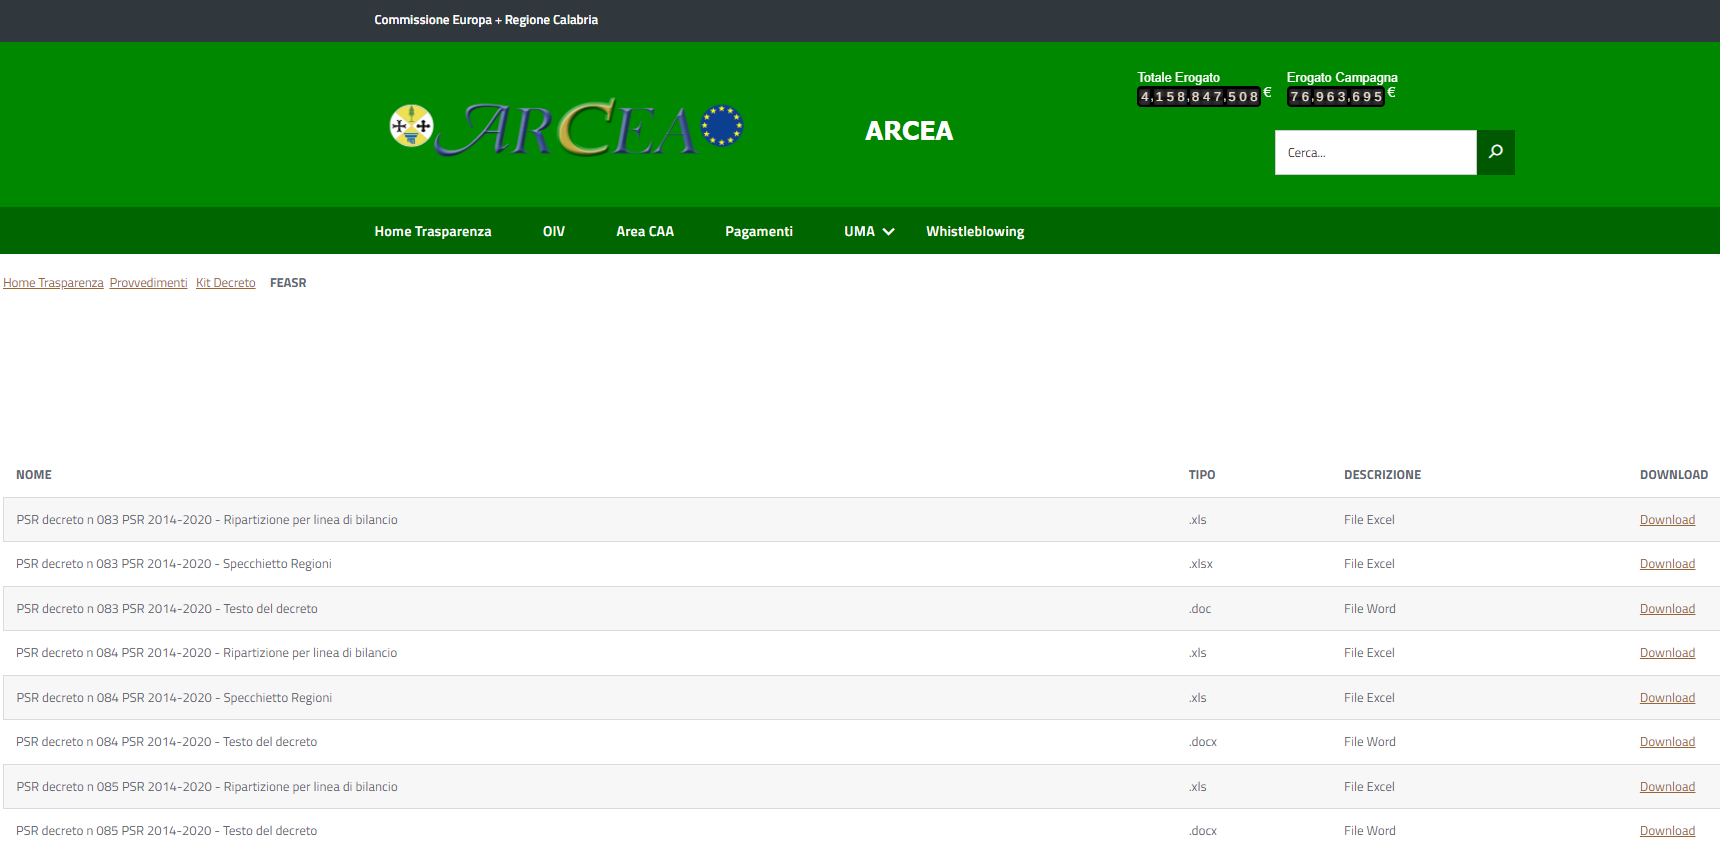 Commissione Europa + Regione Calabria
Totale Erogato Erogato Campagna
4,158,847,508 € 76,963,695 €
ARCEA ARCEA
Cerca...
Home Trasparenza OIV Area CAA Pagamenti UMA Whistleblowing
Home Trasparenza Provvedimenti Kit Decreto FEASR
NOME TIPO DESCRIZIONE DOWNLOAD
PSR decreto n 083 PSR 2014-2020 - Ripartizione per linea di bilancio .xls File Excel Download
PSR decreto n 083 PSR 2014-2020 - Specchietto Regioni .xlsx File Excel Download
PSR decreto n 083 PSR 2014-2020 - Testo del decreto .doc File Word Download
PSR decreto n 084 PSR 2014-2020 - Ripartizione per linea di bilancio .xls File Excel Download
PSR decreto n 084 PSR 2014-2020 - Specchietto Regioni .xls File Excel Download
PSR decreto n 084 PSR 2014-2020 - Testo del decreto .docx File Word Download
PSR decreto n 085 PSR 2014-2020 - Ripartizione per linea di bilancio .xls File Excel Download
PSR decreto n 085 PSR 2014-2020 - Testo del decreto .docx File Word Download